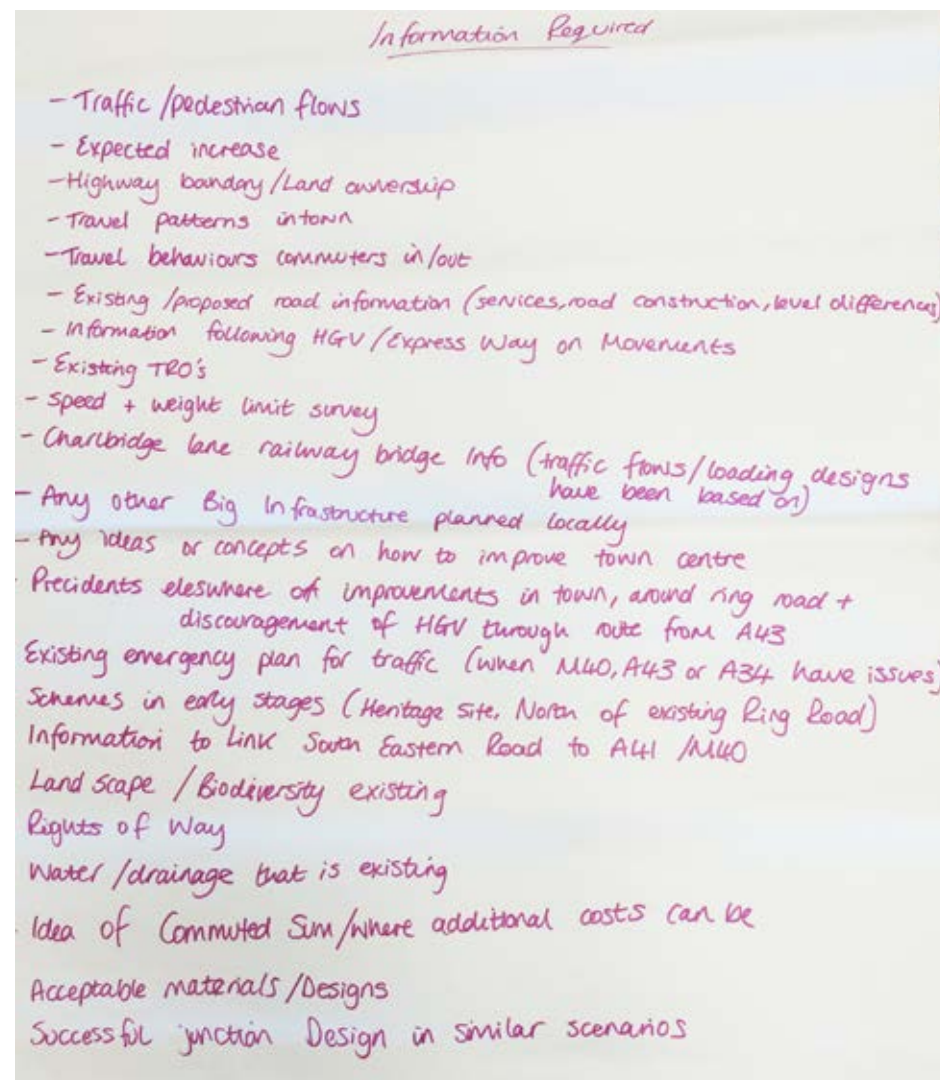 Information Required
- Traffic /pedestrian flows
- Expected increase
- Highway boundary/Land ownership
- Travel patterns in town
- Travel behaviours commuters in/out
- Existing /proposed road information (services, road construction, level differences)
- Information following HGV/Express Way on Movements
- Existing TRO's
- Speed + weight limit survey
- Charlbridge lane railway bridge Info (traffic flows/loading designs
have been based on)
- Any other Big Infrastructure planned locally
- Any ideas or concepts on how to improve town centre
Precidents eleswhere of improvements in town, around ring road +
discouragement of HGV through route from A43
Existing emergency plan for traffic (when M40, A43 or A34 have issues)
Schemes in early stages (Heritage Site, North of existing Ring Road)
Information to Link South Eastern Road to A41 /M40
Land scape / Biodiversity existing
Rights of Way
Water /drainage that is existing
Idea of Commuted Sum/where additional costs can be
Acceptable materials /Designs
Successful junction Design in similar scenarios